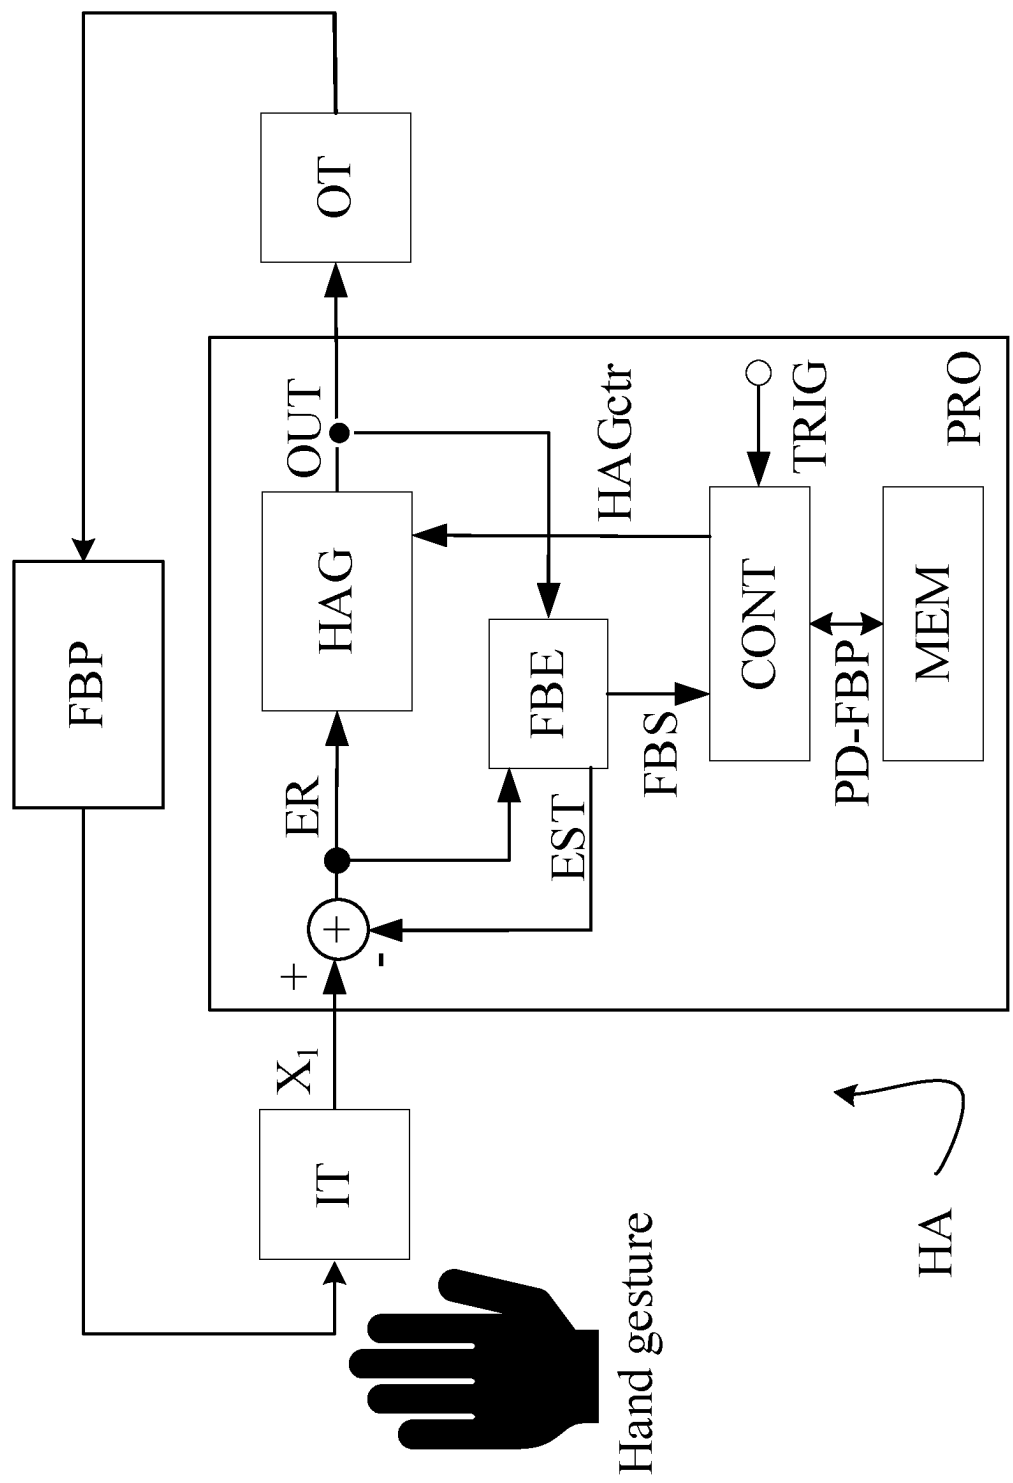 FBP
IT
X₁
+
-
+
ER
HAG
OUT
OT
EST
FBE
FBS
HAGctr
CONT
TRIG
PD-FBP
MEM
PRO
Hand gesture
HA